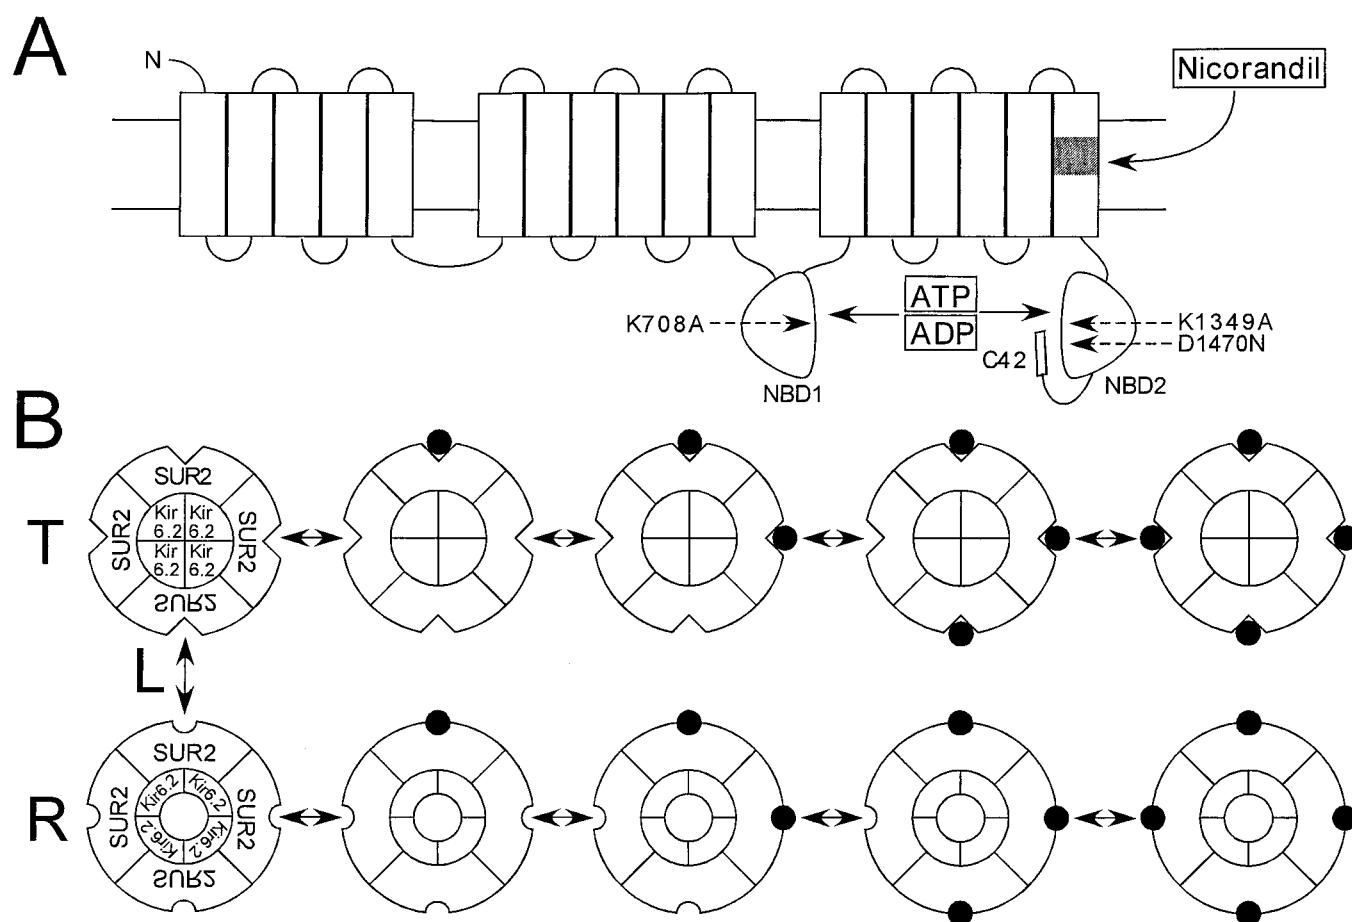 A
N
Nicorandil
ATP
K708A
K1349A
ADP
D1470N
C42
NBD1
NBD2
B
T
SUR2
SUR2
Kir
6.2
Kir
6.2
SUR2
Kir
6.2
Kir
6.2
SUR2
L
R
SUR2
SUR2
Kir6.2
Kir6.2
SUR2
Kir6.2
Kir6.2
SUR2